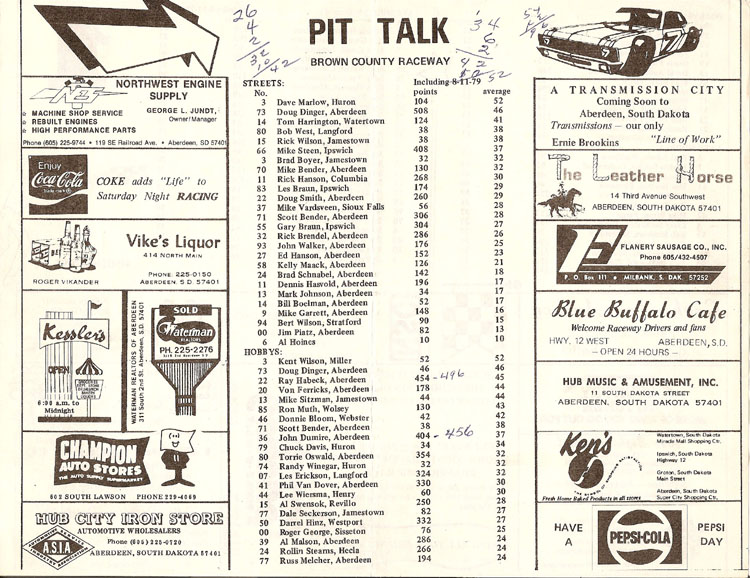 PIT TALK
BROWN COUNTY RACEWAY
26
4
2
34
6
NORTHWEST ENGINE
SUPPLY
MACHINE SHOP SERVICE
REBUILT ENGINES
HIGH PERFORMANCE PARTS
GEORGE L. JUNDT,
Owner/Manager
Phone (605) 225-9744 • 119 SE Railroad Ave. • Aberdeen, SD 57401
Enjoy
Coca-Cola
COKE adds "Life" to
Saturday Night RACING
Vike's Liquor
414 NORTH MAIN
PHONE 225-0150
ROGER VIKANDER
ABERDEEN S.D. 57401
Kessler's
OPEN
6:00 a.m. to
Midnight
WATERMAN REALTORS OF ABERDEEN
311 South 2nd St. Aberdeen, S.D. 57401
SOLD
Waterman
REALTORS
PH. 225-2276
CHAMPION
AUTO STORES
THE AUTO SUPPLY SUPERMARKET
602 SOUTH LAWSON PHONE 229-4069
HUB CITY IRON STORE
AUTOMOTIVE WHOLESALERS
Phone (605) 225-0720
ABERDEEN, SOUTH DAKOTA 57401
A.S.I.A.
STREETS: Including 8-11-79
No. points average
3 Dave Marlow, Huron 104 52
73 Doug Dinger, Aberdeen 508 46
14 Tom Harrington, Watertown 124 41
80 Bob West, Langford 38 38
15 Rick Wilson, Jamestown 38 38
66 Mike Steen, Ipswich 408 37
3 Brad Boyer, Jamestown 32 32
70 Mike Bender, Aberdeen 130 32
11 Rick Hanson, Columbia 268 30
83 Les Braun, Ipswich 174 29
22 Doug Smith, Aberdeen 260 29
37 Mike Vardsveen, Sioux Falls 56 28
71 Scott Bender, Aberdeen 306 28
55 Gary Braun, Ipswich 304 27
32 Rick Brendel, Aberdeen 286 26
93 John Walker, Aberdeen 176 25
27 Ed Hanson, Aberdeen 152 23
58 Kelly Maack, Aberdeen 126 21
24 Brad Schnabel, Aberdeen 142 18
11 Dennis Hasvold, Aberdeen 196 17
13 Mark Johnson, Aberdeen 34 17
14 Bill Boelman, Aberdeen 52 17
9 Mike Garrett, Aberdeen 148 16
94 Bert Wilson, Stratford 90 15
00 Jim Piatz, Aberdeen 82 13
6 Al Hoines 10 10
HOBBYS:
3 Kent Wilson, Miller 52 52
73 Doug Dinger, Aberdeen 46 46
22 Ray Habeck, Aberdeen 454 - 496 45
20 Von Ferricks, Aberdeen 178 44
13 Mike Sitzman, Jamestown 44 44
85 Ron Muth, Wolsey 130 43
46 Donnie Bloom, Webster 42 42
71 Scott Bender, Aberdeen 38 38
36 John Dumire, Aberdeen 404 - 456 37
79 Chuck Davis, Huron 34 34
80 Torrie Oswald, Aberdeen 354 32
74 Randy Winegar, Huron 32 32
07 Les Erickson, Langford 324 32
41 Phil Van Dover, Aberdeen 330 30
44 Lee Wiersma, Henry 60 30
15 Al Swensok, Revillo 250 28
77 Dale Seckerson, Jamestown 82 27
50 Darrel Hinz, Westport 332 27
00 Roger George, Sisseton 76 25
39 Al Malson, Aberdeen 286 24
24 Rollin Steams, Hecla 266 24
77 Russ Melcher, Aberdeen 194 24
7
A TRANSMISSION CITY
Coming Soon to
Aberdeen, South Dakota
Transmissions – our only
"Line of Work"
Ernie Brookins
The Leather Horse
14 Third Avenue Southwest
ABERDEEN, SOUTH DAKOTA 57401
FLANERY SAUSAGE CO., INC.
Phone 605/432-4507
P. O. Box 111 • MILBANK, S. DAK. 57252
Blue Buffalo Cafe
Welcome Raceway Drivers and fans
HWY. 12 WEST ABERDEEN, S.D.
– OPEN 24 HOURS –
HUB MUSIC & AMUSEMENT, INC.
11 SOUTH DAKOTA STREET
ABERDEEN, SOUTH DAKOTA 57401
Ken's
Fresh Home Baked Products in all stores
Watertown, South Dakota
Miracle Mall Shopping Ctr.
Ipswich, South Dakota
Highway 12
Groton, South Dakota
Main Street
Aberdeen, South Dakota
Super City Shopping Ctr.
HAVE
A
PEPSI-COLA
PEPSI
DAY